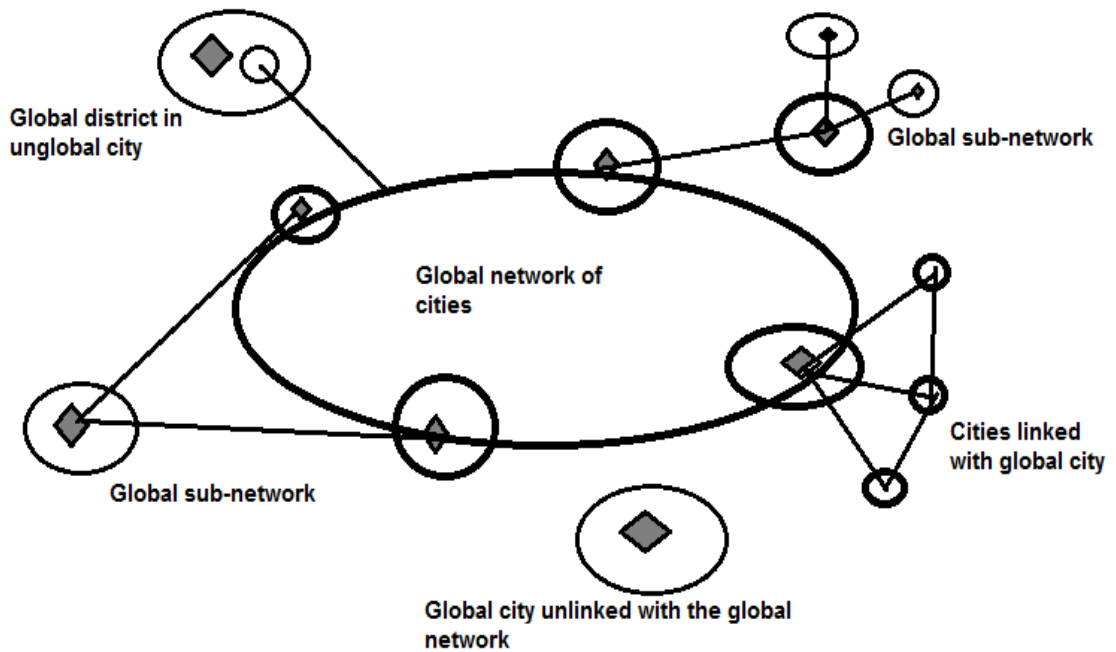 Global district in
unglobal city
Global sub-network
Global network of
cities
Cities linked
with global city
Global sub-network
Global city unlinked with the global
network